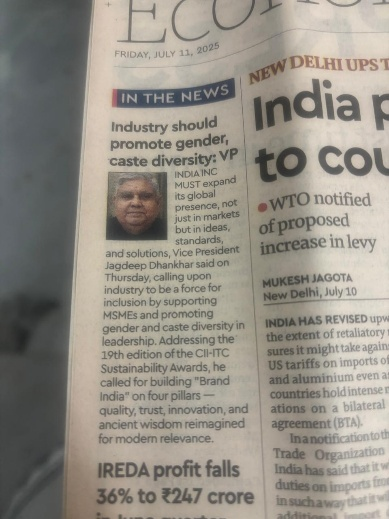 ECONO
FRIDAY, JULY 11, 2025
IN THE NEWS
Industry should
promote gender,
caste diversity: VP
INDIA INC
MUST expand
its global
presence, not
just in markets
but in ideas,
standards,
and solutions, Vice President
Jagdeep Dhankhar said on
Thursday, calling upon
industry to be a force for
inclusion by supporting
MSMEs and promoting
gender and caste diversity in
leadership. Addressing the
19th edition of the CII-ITC
Sustainability Awards, he
called for building "Brand
India" on four pillars —
quality, trust, innovation, and
ancient wisdom reimagined
for modern relevance.
IREDA profit falls
36% to ₹247 crore
in June quarter
NEW DELHI UPS T
India p
to cou
● WTO notified
of proposed
increase in levy
MUKESH JAGOTA
New Delhi, July 10
INDIA HAS REVISED upw
the extent of retaliatory
sures it might take again
US tariffs on imports of
and aluminium even a
countries hold intense n
ations on a bilateral
agreement (BTA).
In a notification to th
Trade Organization
India has said that it w
duties on imports from
in such a way that it w
additional import